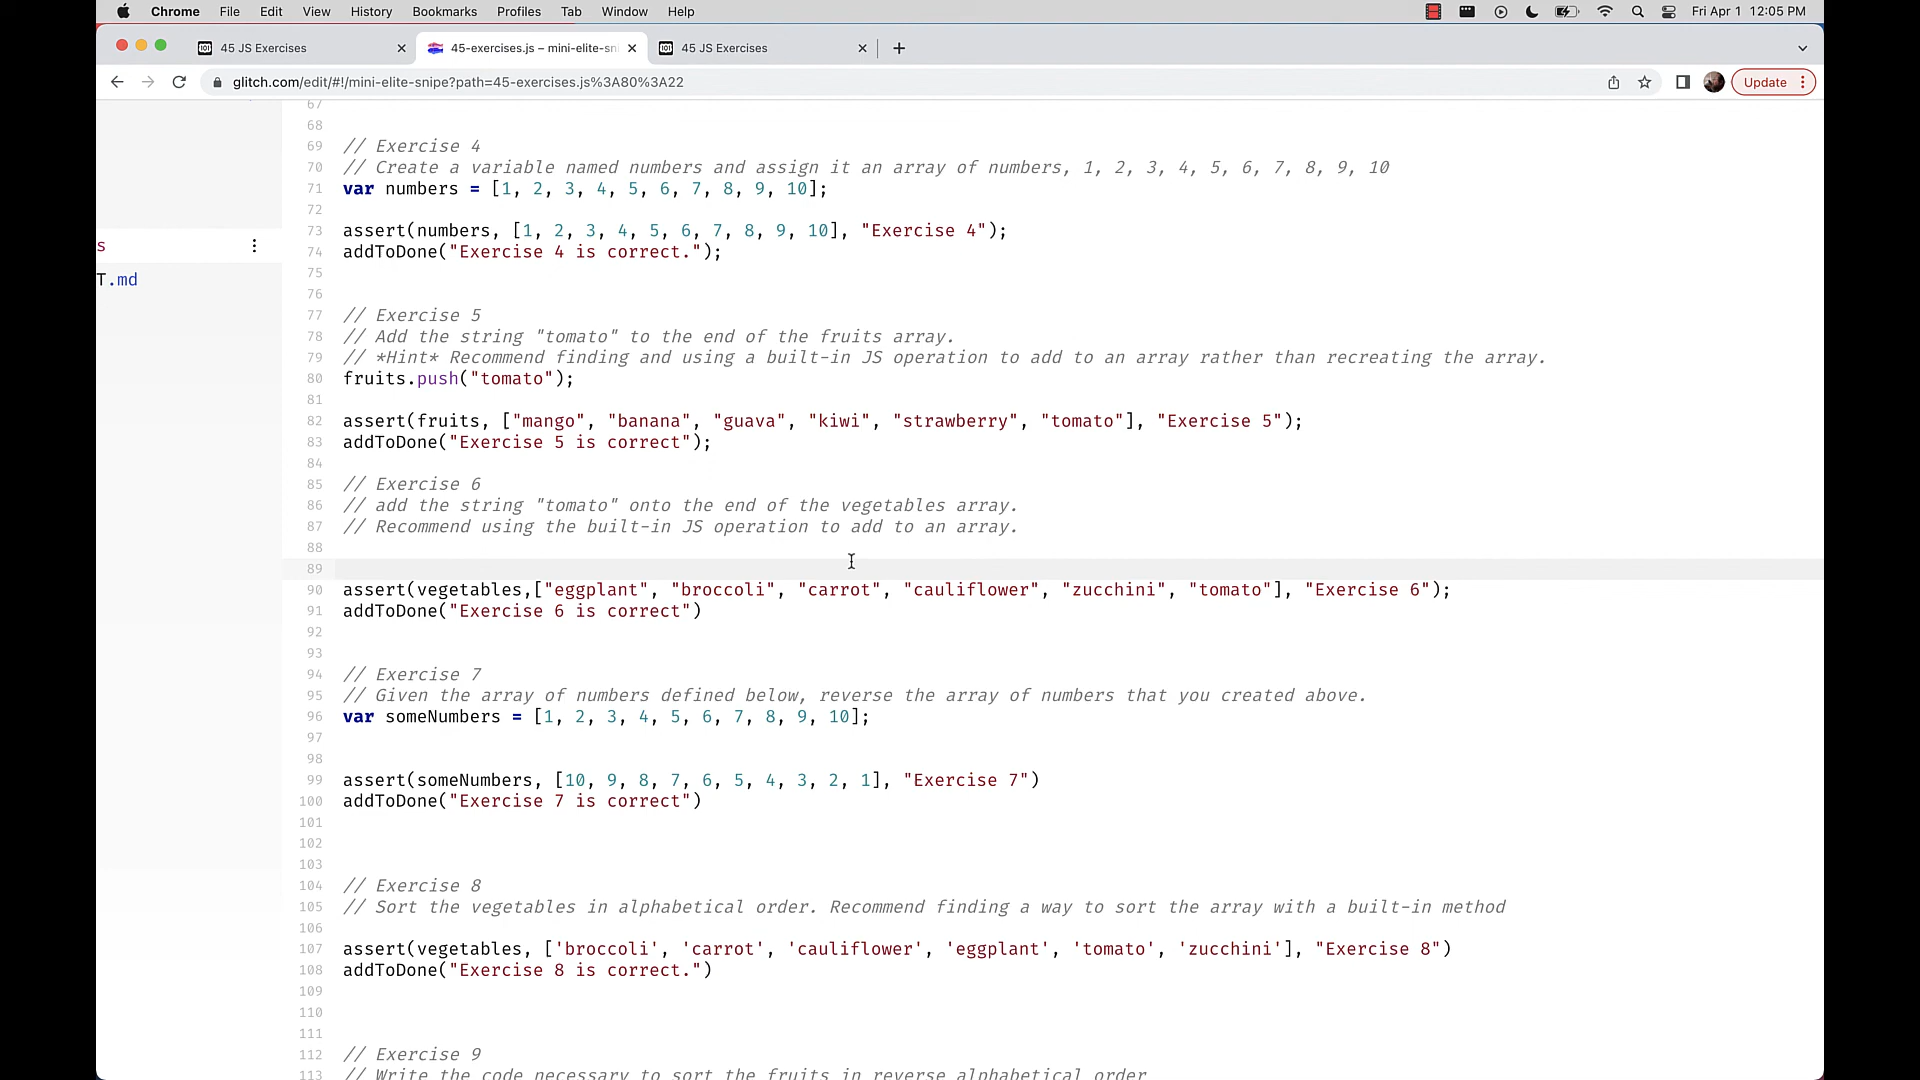 Chrome File Edit View History Bookmarks Profiles Tab Window Help Fri Apr 1 12:05 PM
45 JS Exercises 45-exercises.js – mini-elite-sni 45 JS Exercises
glitch.com/edit/#!/mini-elite-snipe?path=45-exercises.js%3A80%3A22 Update
67
68
69 // Exercise 4
70 // Create a variable named numbers and assign it an array of numbers, 1, 2, 3, 4, 5, 6, 7, 8, 9, 10
71 var numbers = [1, 2, 3, 4, 5, 6, 7, 8, 9, 10];
72
73 assert(numbers, [1, 2, 3, 4, 5, 6, 7, 8, 9, 10], "Exercise 4");
s
74 addToDone("Exercise 4 is correct.");
75
T.md
76
77 // Exercise 5
78 // Add the string "tomato" to the end of the fruits array.
79 // *Hint* Recommend finding and using a built-in JS operation to add to an array rather than recreating the array.
80 fruits.push("tomato");
81
82 assert(fruits, ["mango", "banana", "guava", "kiwi", "strawberry", "tomato"], "Exercise 5");
83 addToDone("Exercise 5 is correct");
84
85 // Exercise 6
86 // add the string "tomato" onto the end of the vegetables array.
87 // Recommend using the built-in JS operation to add to an array.
88
89
90 assert(vegetables,["eggplant", "broccoli", "carrot", "cauliflower", "zucchini", "tomato"], "Exercise 6");
91 addToDone("Exercise 6 is correct")
92
93
94 // Exercise 7
95 // Given the array of numbers defined below, reverse the array of numbers that you created above.
96 var someNumbers = [1, 2, 3, 4, 5, 6, 7, 8, 9, 10];
97
98
99 assert(someNumbers, [10, 9, 8, 7, 6, 5, 4, 3, 2, 1], "Exercise 7")
100 addToDone("Exercise 7 is correct")
101
102
103
104 // Exercise 8
105 // Sort the vegetables in alphabetical order. Recommend finding a way to sort the array with a built-in method
106
107 assert(vegetables, ['broccoli', 'carrot', 'cauliflower', 'eggplant', 'tomato', 'zucchini'], "Exercise 8")
108 addToDone("Exercise 8 is correct.")
109
110
111
112 // Exercise 9
113 // Write the code necessary to sort the fruits in reverse alphabetical order